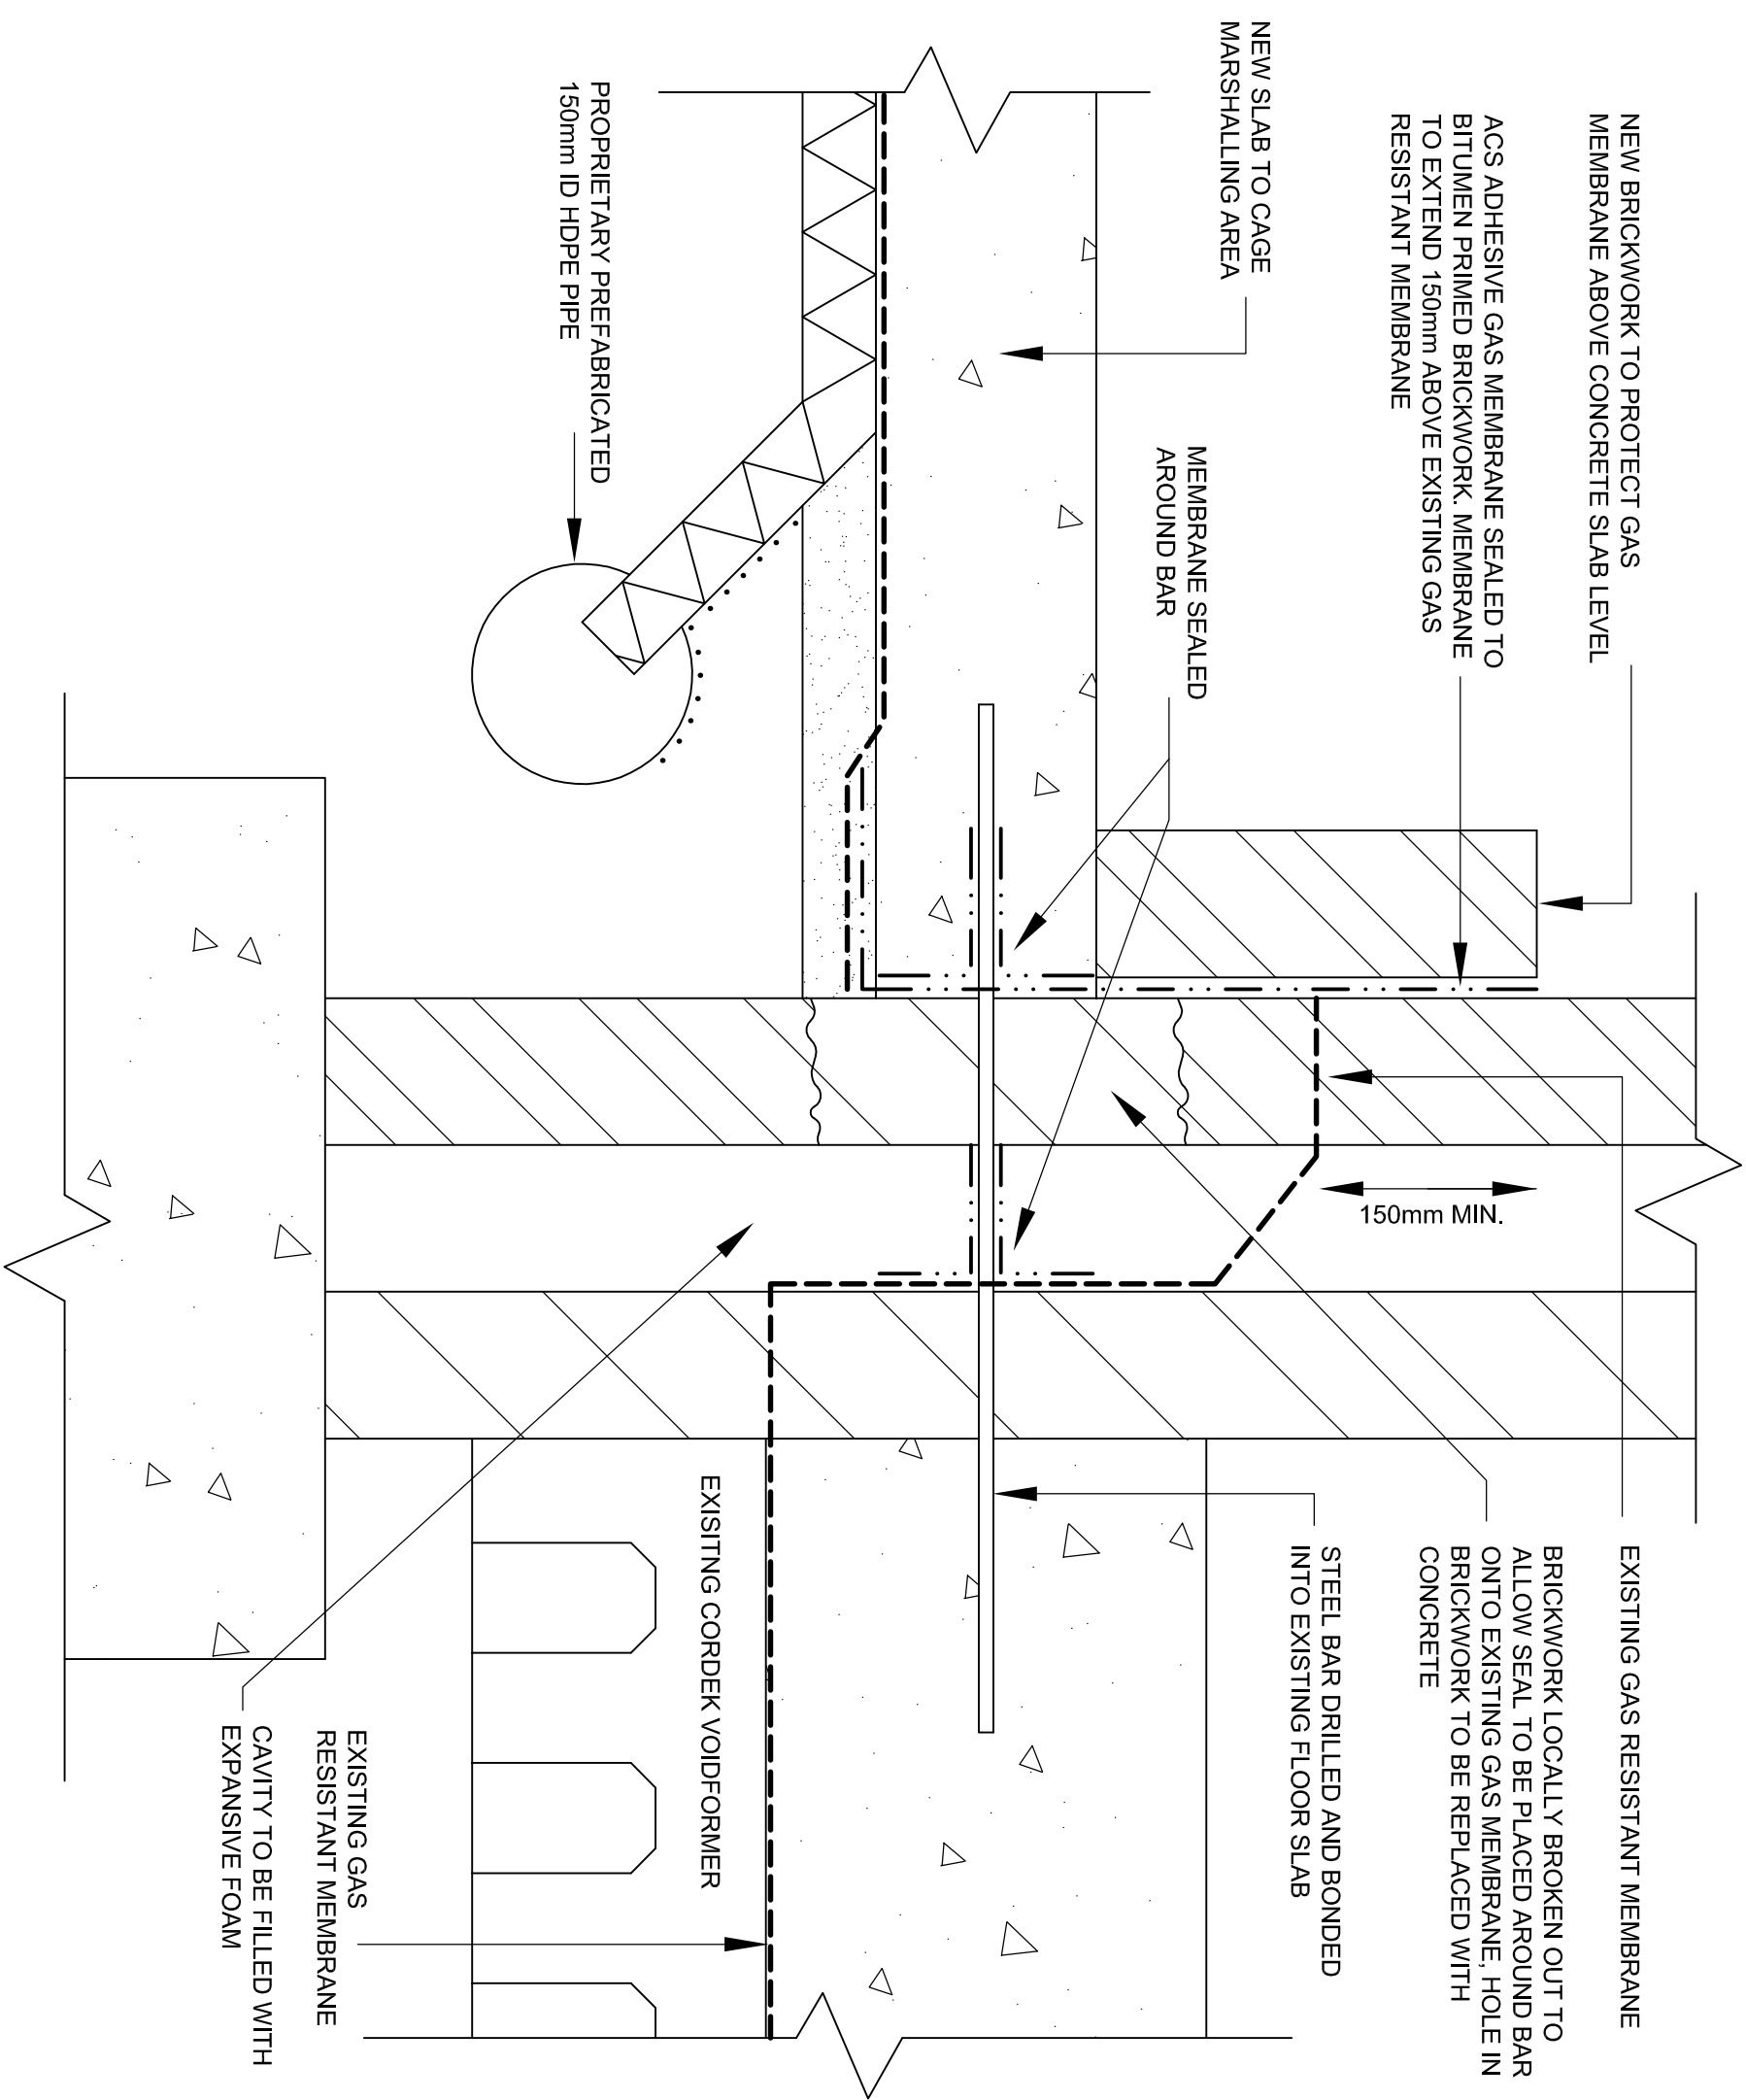 NEW BRICKWORK TO PROTECT GAS
MEMBRANE ABOVE CONCRETE SLAB LEVEL
ACS ADHESIVE GAS MEMBRANE SEALED TO
BITUMEN PRIMED BRICKWORK. MEMBRANE
TO EXTEND 150mm ABOVE EXISTING GAS
RESISTANT MEMBRANE
NEW SLAB TO CAGE
MARSHALLING AREA
MEMBRANE SEALED
AROUND BAR
PROPRIETARY PREFABRICATED
150mm ID HDPE PIPE
150mm MIN.
EXISTING GAS RESISTANT MEMBRANE
BRICKWORK LOCALLY BROKEN OUT TO
ALLOW SEAL TO BE PLACED AROUND BAR
ONTO EXISTING GAS MEMBRANE, HOLE IN
BRICKWORK TO BE REPLACED WITH
CONCRETE
STEEL BAR DRILLED AND BONDED
INTO EXISTING FLOOR SLAB
EXISITNG CORDEK VOIDFORMER
EXISTING GAS
RESISTANT MEMBRANE
CAVITY TO BE FILLED WITH
EXPANSIVE FOAM